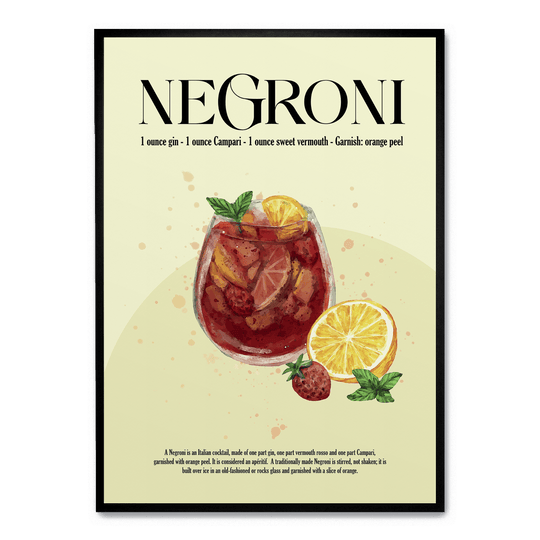 NEGRONI
1 ounce gin - 1 ounce Campari - 1 ounce sweet vermouth - Garnish: orange peel
A Negroni is an Italian cocktail, made of one part gin, one part vermouth rosso and one part Campari,
garnished with orange peel. It is considered an apéritif. A traditionally made Negroni is stirred, not shaken; it is
built over ice in an old-fashioned or rocks glass and garnished with a slice of orange.